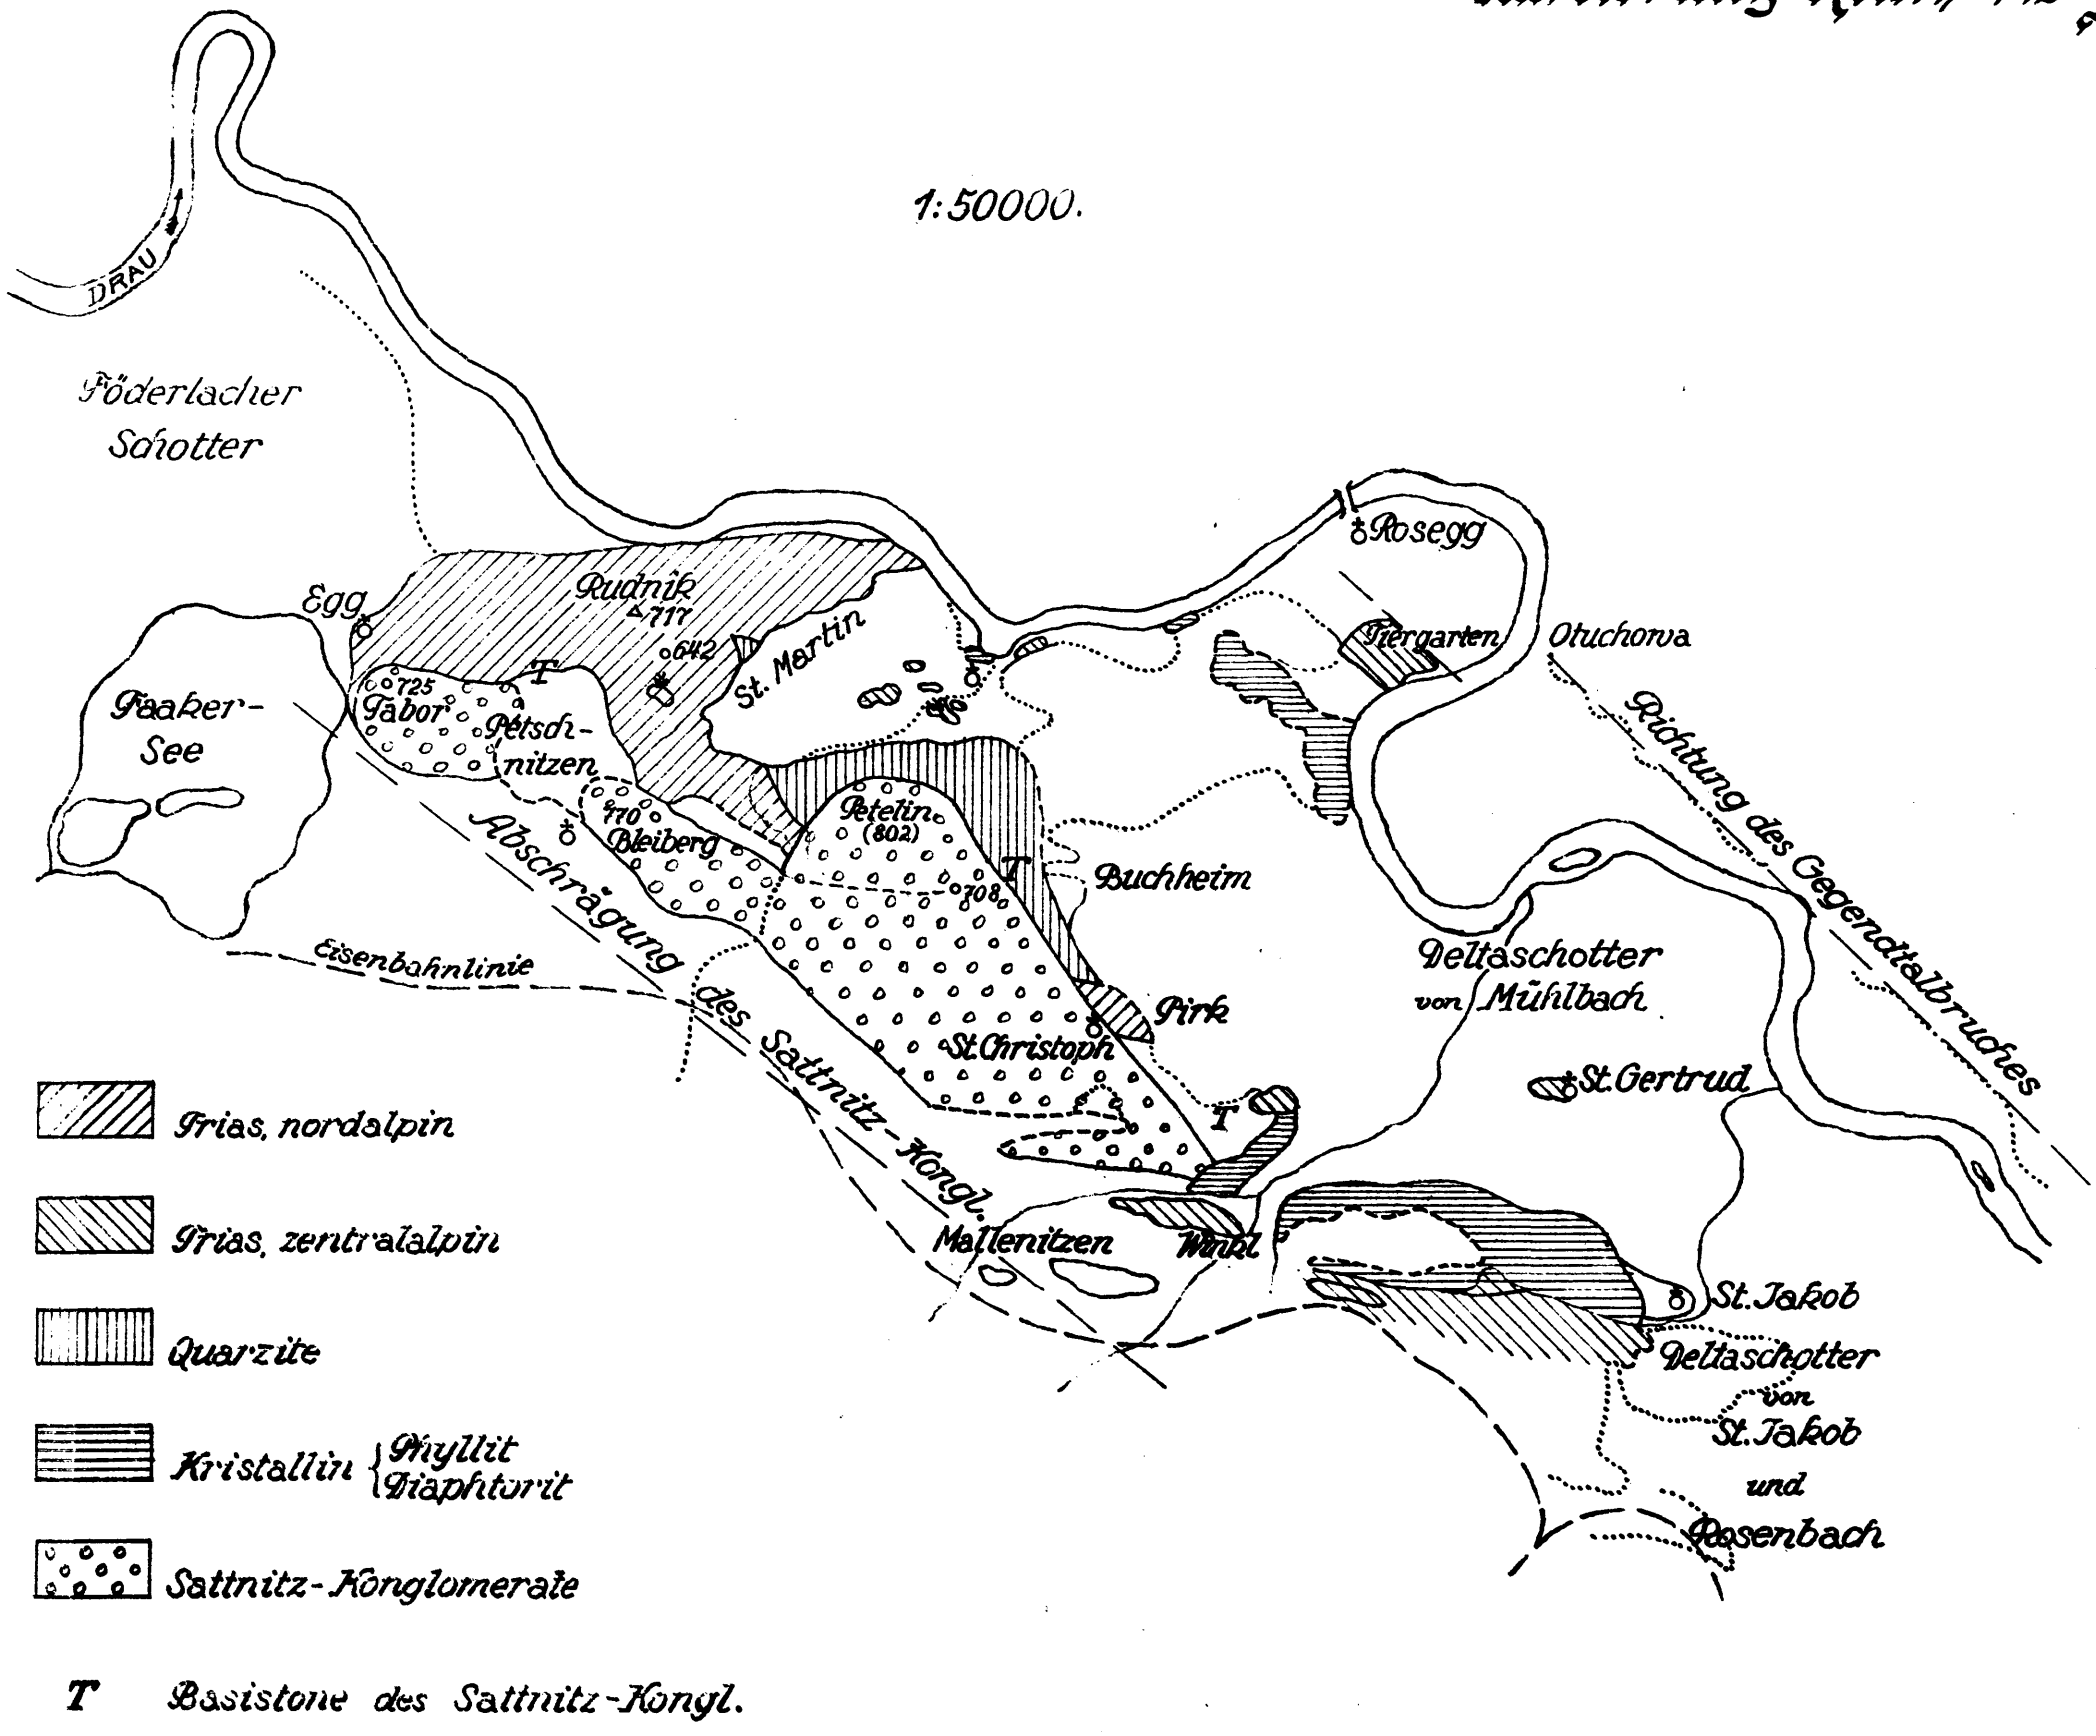 1:50000.
DRAU
Föderlacher
Schotter
Rosegg
Egg
Rudnik
717
642
St. Martin
Tiergarten
Otuchova
T
725
Tabor
Petsch-
nitzen
Faaker-
See
Richtung des Gegendtalbruches
770
Bleiberg
Petelin
(802)
T
708
Buchheim
Abschrägung des Sattnitz-Kongl.
Eisenbahnlinie
Deltaschotter
von Mühlbach
Pirk
St. Christoph
St. Gertrud
T
Mallenitzen
Winkl
St. Jakob
Deltaschotter
von
St. Jakob
und
Rosenbach
Trias, nordalpin
Trias, zentralalpin
Quarzite
Kristallin { Phyllit
Diaphtorit
Sattnitz-Konglomerate
T Basistone des Sattnitz-Kongl.